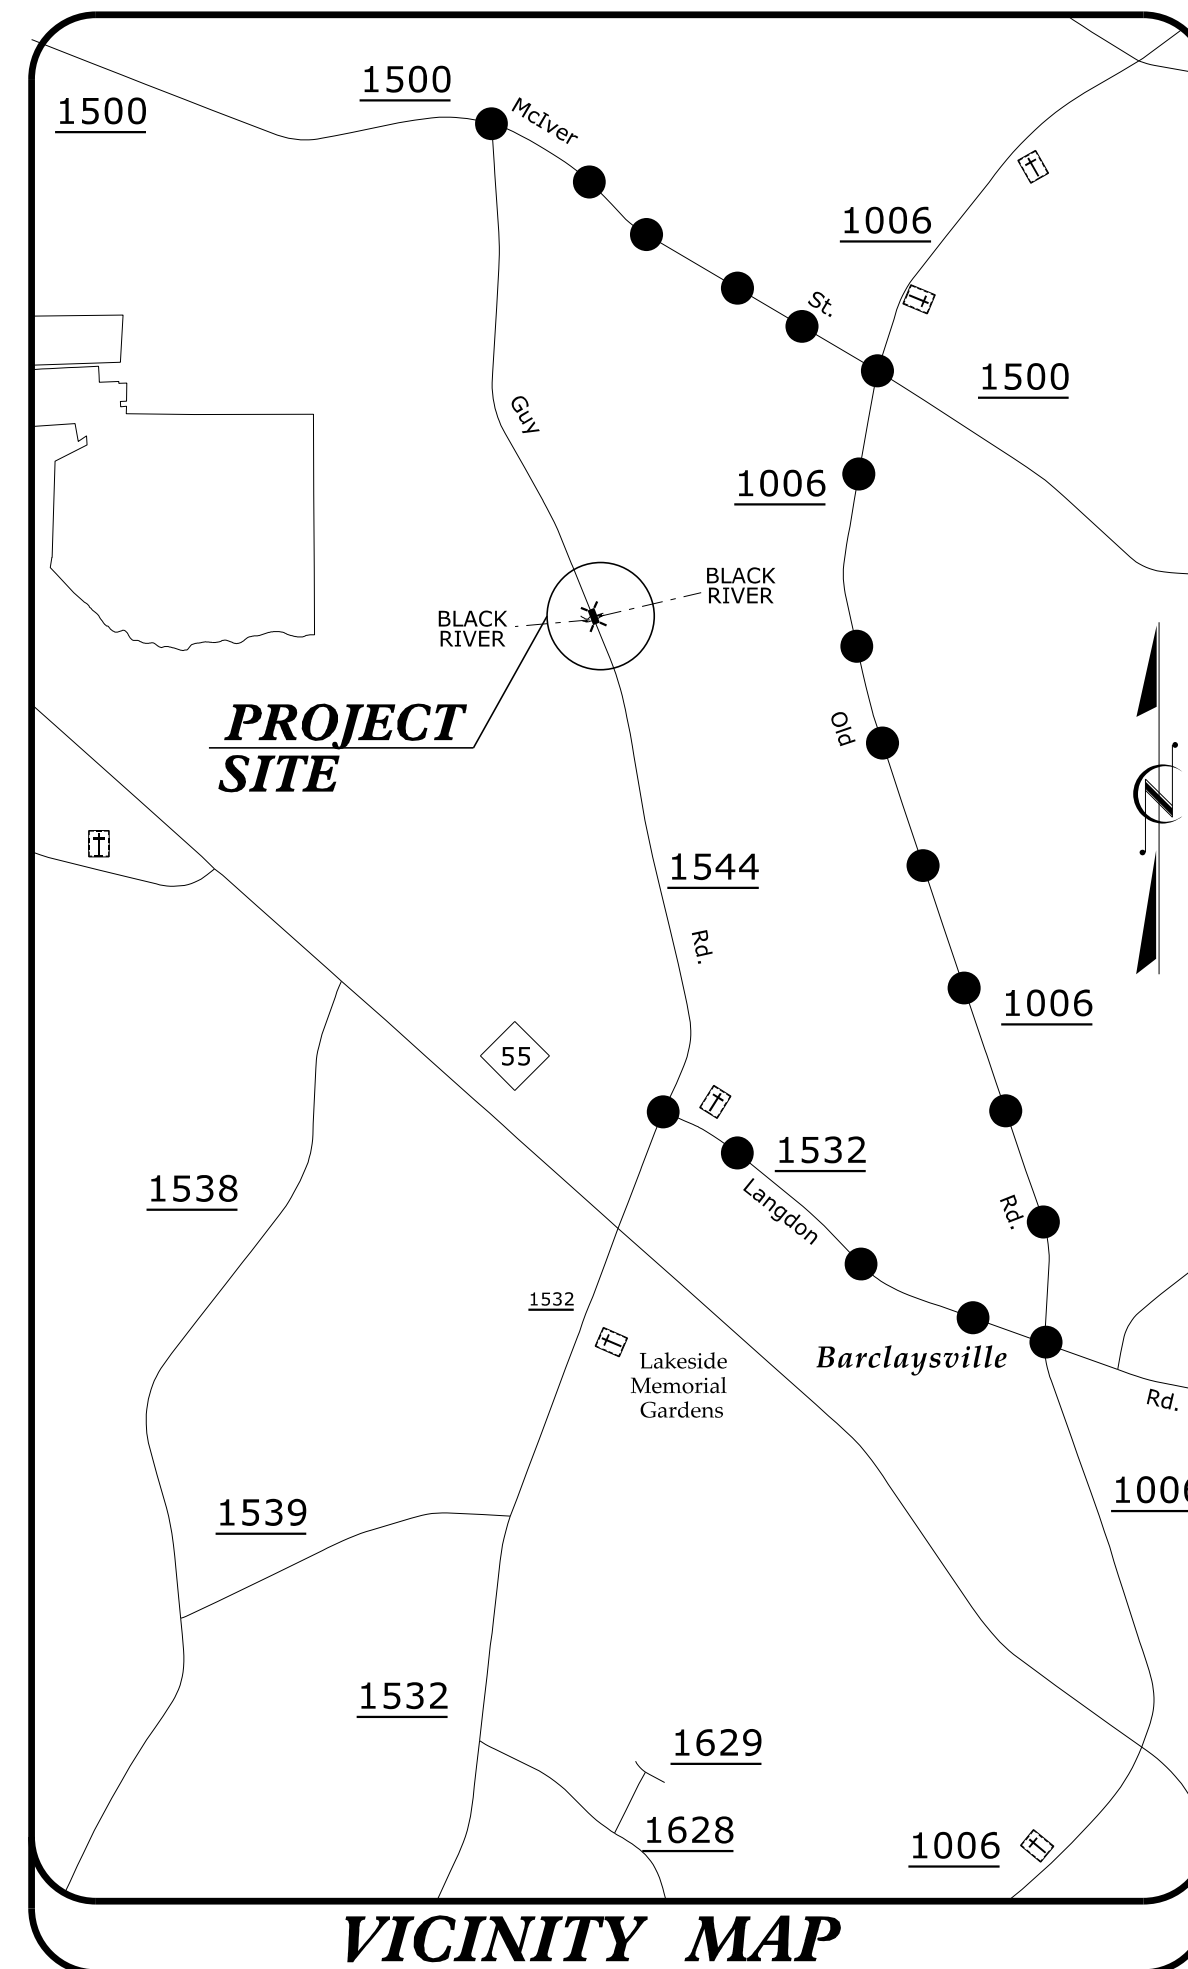 1500
1500
McIver
1006
St.
1500
Guy
1006
BLACK
RIVER
BLACK
RIVER
PROJECT
SITE
Old
N
1544
Rd.
1006
55
1532
1538
Langdon
Rd.
1532
Barclaysville
Lakeside
Memorial
Gardens
Rd.
1006
1539
1532
1629
1628
1006
VICINITY MAP